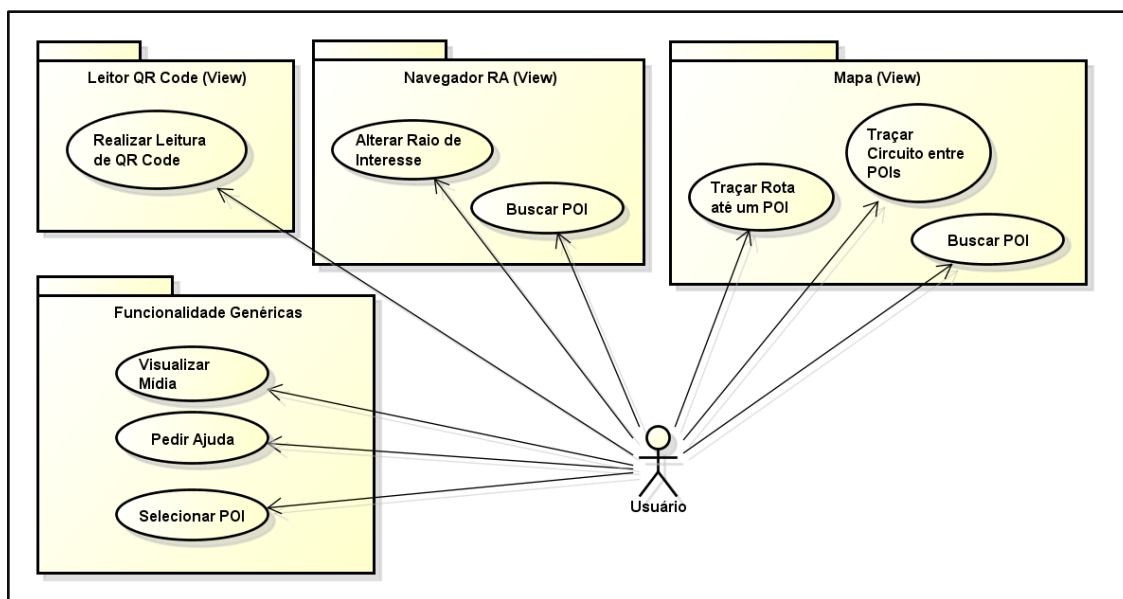 Leitor QR Code (View)
Realizar Leitura
de QR Code
Navegador RA (View)
Alterar Raio de
Interesse
Buscar POI
Mapa (View)
Traçar
Circuito entre
POIs
Traçar Rota
até um POI
Buscar POI
Funcionalidade Genéricas
Visualizar
Mídia
Pedir Ajuda
Selecionar POI
Usuário